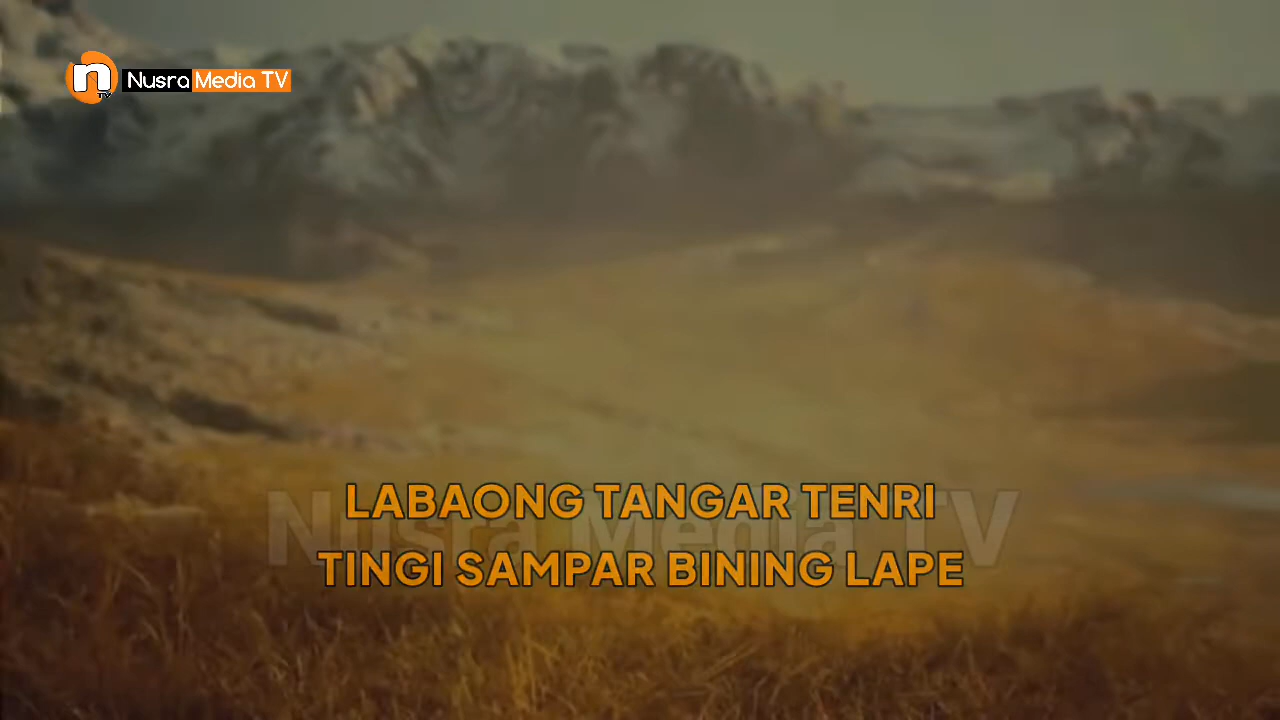 Nusra Media TV
LABAONG TANGAR TENRI
Nusra Media TV
TINGI SAMPAR BINING LAPE